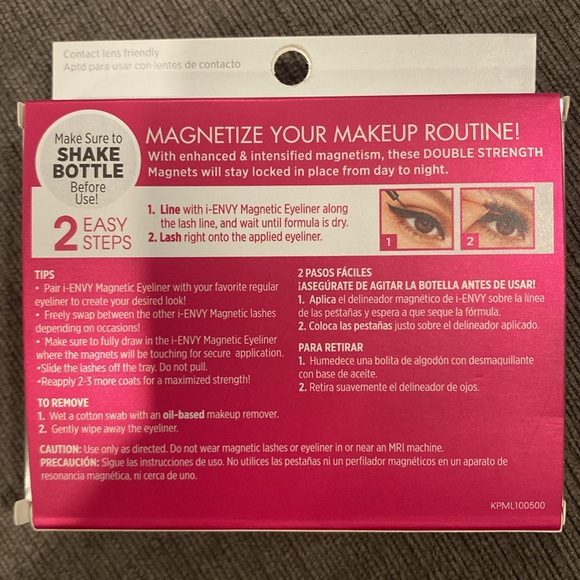 Contact lens friendly
Apto para usar con lentes de contacto
Make Sure to
SHAKE
BOTTLE
Before
Use!
MAGNETIZE YOUR MAKEUP ROUTINE!
With enhanced & intensified magnetism, these DOUBLE STRENGTH
Magnets will stay locked in place from day to night.
2 EASY
STEPS
1. Line with i-ENVY Magnetic Eyeliner along
the lash line, and wait until formula is dry.
2. Lash right onto the applied eyeliner.
1
2
TIPS
• Pair i-ENVY Magnetic Eyeliner with your favorite regular
eyeliner to create your desired look!
• Freely swap between the other i-ENVY Magnetic lashes
depending on occasions!
• Make sure to fully draw in the i-ENVY Magnetic Eyeliner
where the magnets will be touching for secure application.
•Slide the lashes off the tray. Do not pull.
•Reapply 2-3 more coats for a maximized strength!
TO REMOVE
1. Wet a cotton swab with an oil-based makeup remover.
2. Gently wipe away the eyeliner.
2 PASOS FÁCILES
¡ASEGÚRATE DE AGITAR LA BOTELLA ANTES DE USAR!
1. Aplica el delineador magnético de i-ENVY sobre la línea
de las pestañas y espera a que seque la fórmula.
2. Coloca las pestañas justo sobre el delineador aplicado.
PARA RETIRAR
1. Humedece una bolita de algodón con desmaquillante
con base de aceite.
2. Retira suavemente el delineador de ojos.
CAUTION: Use only as directed. Do not wear magnetic lashes or eyeliner in or near an MRI machine.
PRECAUCIÓN: Sigue las instrucciones de uso. No utilices las pestañas ni un perfilador magnéticos en un aparato de
resonancia magnética, ni cerca de uno.
KPML100500